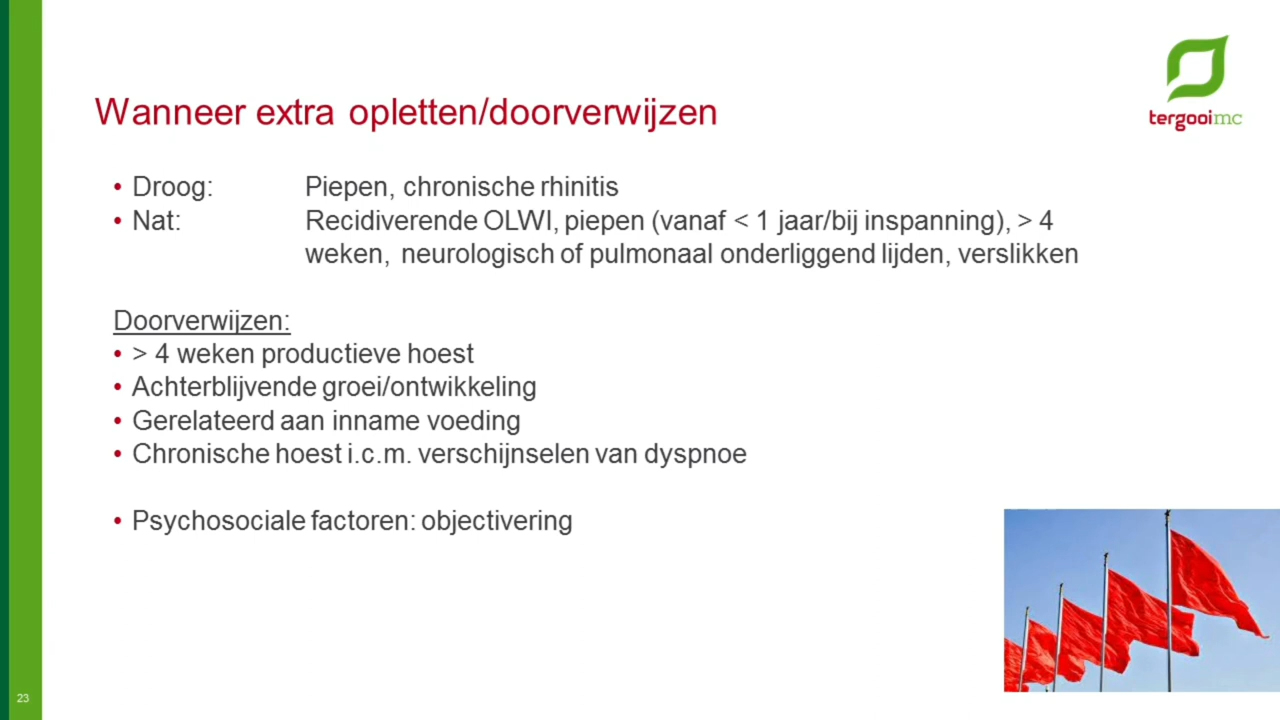 tergooimc
Wanneer extra opletten/doorverwijzen
• Droog: Piepen, chronische rhinitis
• Nat: Recidiverende OLWI, piepen (vanaf < 1 jaar/bij inspanning), > 4
weken, neurologisch of pulmonaal onderliggend lijden, verslikken
Doorverwijzen:
• > 4 weken productieve hoest
• Achterblijvende groei/ontwikkeling
• Gerelateerd aan inname voeding
• Chronische hoest i.c.m. verschijnselen van dyspnoe
• Psychosociale factoren: objectivering
23